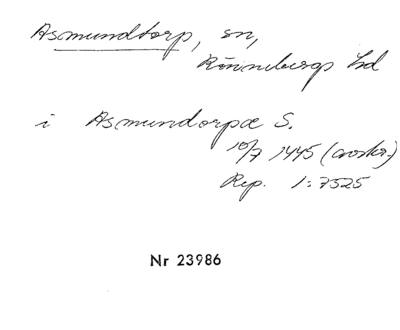 Asmundtorp, sn,
Rönnebergs hd
i Asmundorpæ S.
10/7 1445 (avskr.)
Rep. 1:7525
Nr 23986